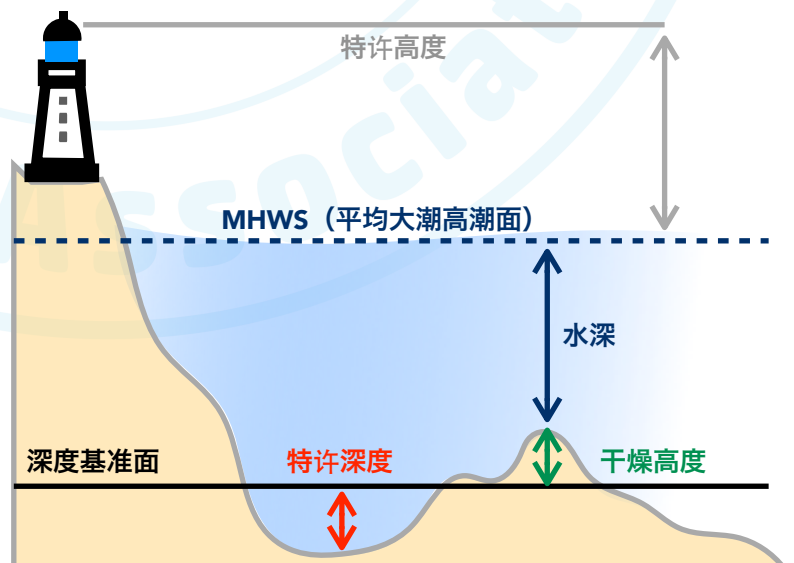 特许高度
Associat
MHWS（平均大潮高潮面）
水深
深度基准面
特许深度
干燥高度